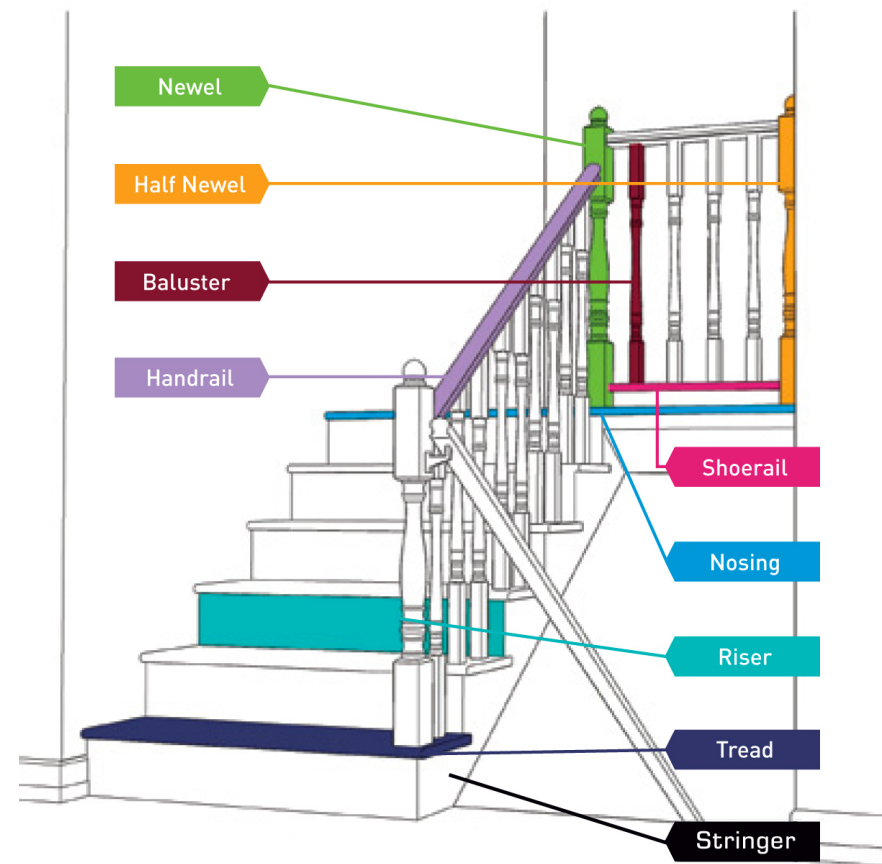 Newel
Half Newel
Baluster
Handrail
Shoerail
Nosing
Riser
Tread
Stringer